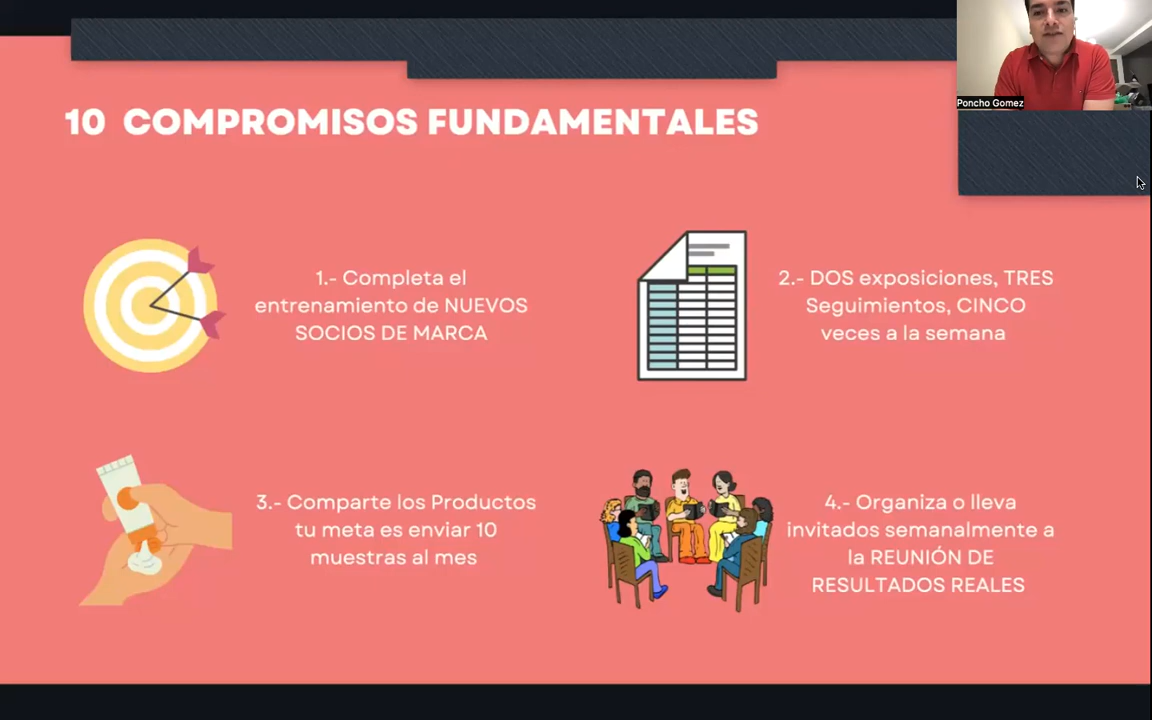 Poncho Gomez
10 COMPROMISOS FUNDAMENTALES
1.- Completa el
entrenamiento de NUEVOS
SOCIOS DE MARCA
2.- DOS exposiciones, TRES
Seguimientos, CINCO
veces a la semana
3.- Comparte los Productos
tu meta es enviar 10
muestras al mes
4.- Organiza o lleva
invitados semanalmente a
la REUNIÓN DE
RESULTADOS REALES